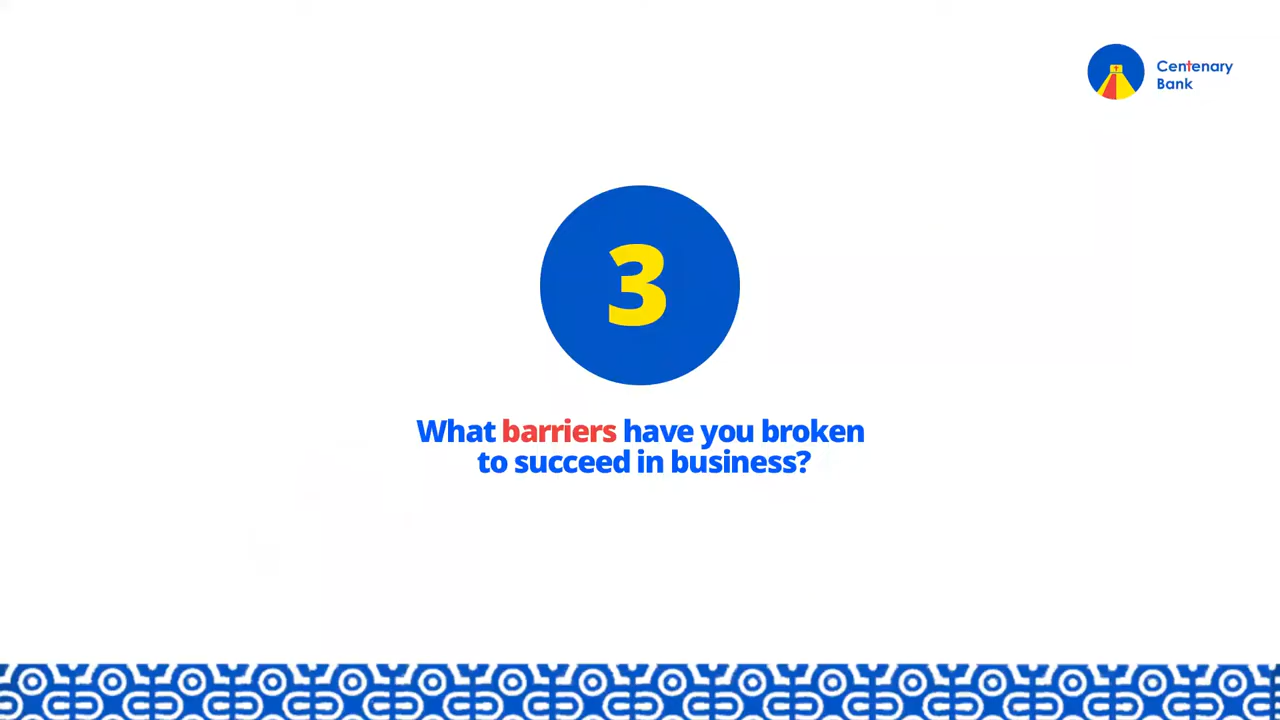 Centenary
Bank
3
What barriers have you broken
to succeed in business?